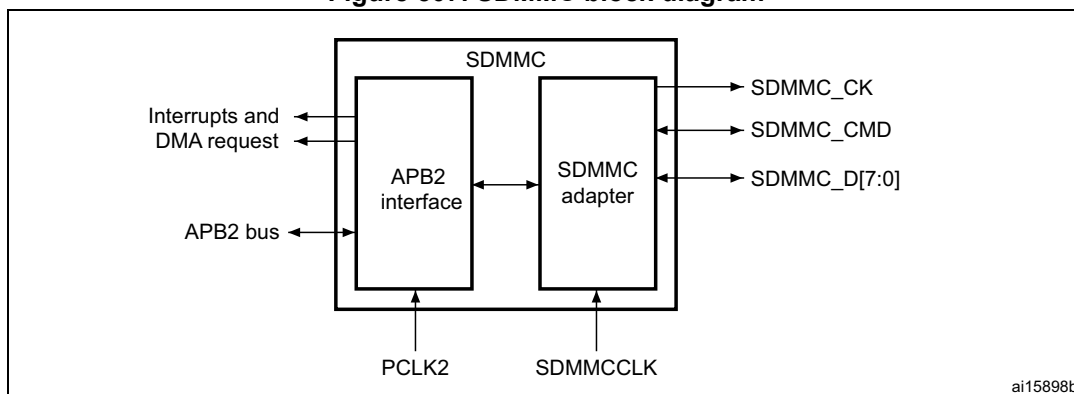 SDMMC
Interrupts and
DMA request
APB2 bus
APB2
interface
SDMMC
adapter
SDMMC_CK
SDMMC_CMD
SDMMC_D[7:0]
PCLK2
SDMMCCLK
ai15898b